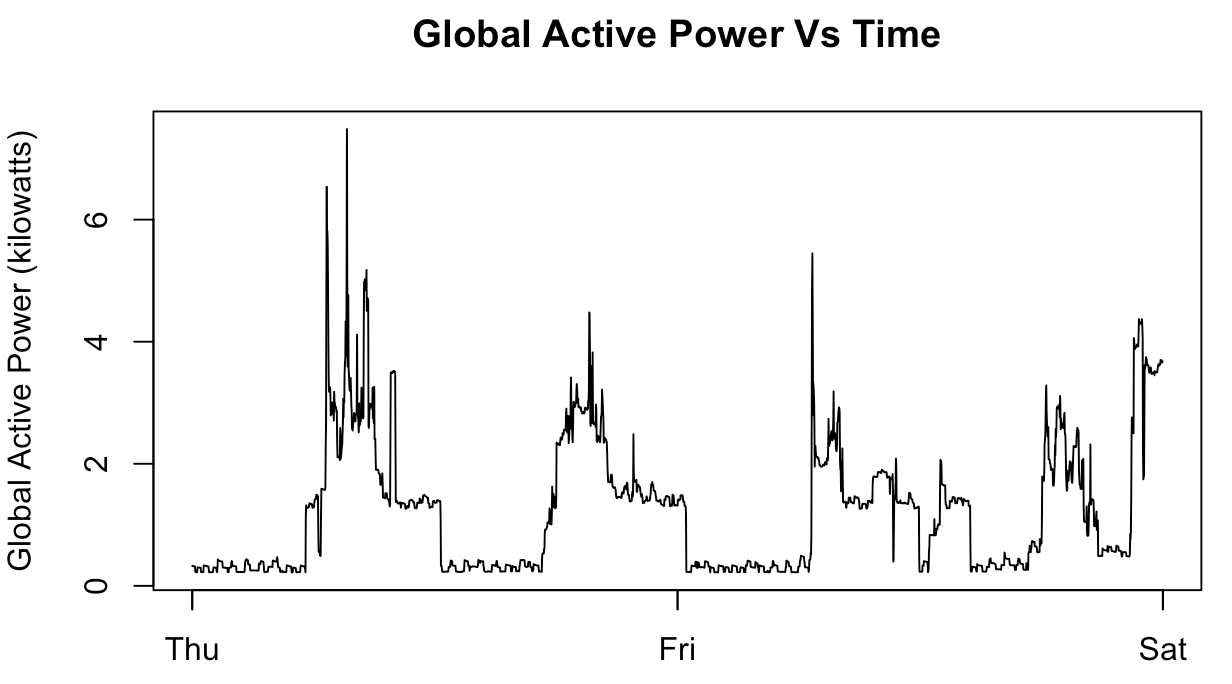 Global Active Power Vs Time
Global Active Power (kilowatts)
6
4
2
0
Thu
Fri
Sat